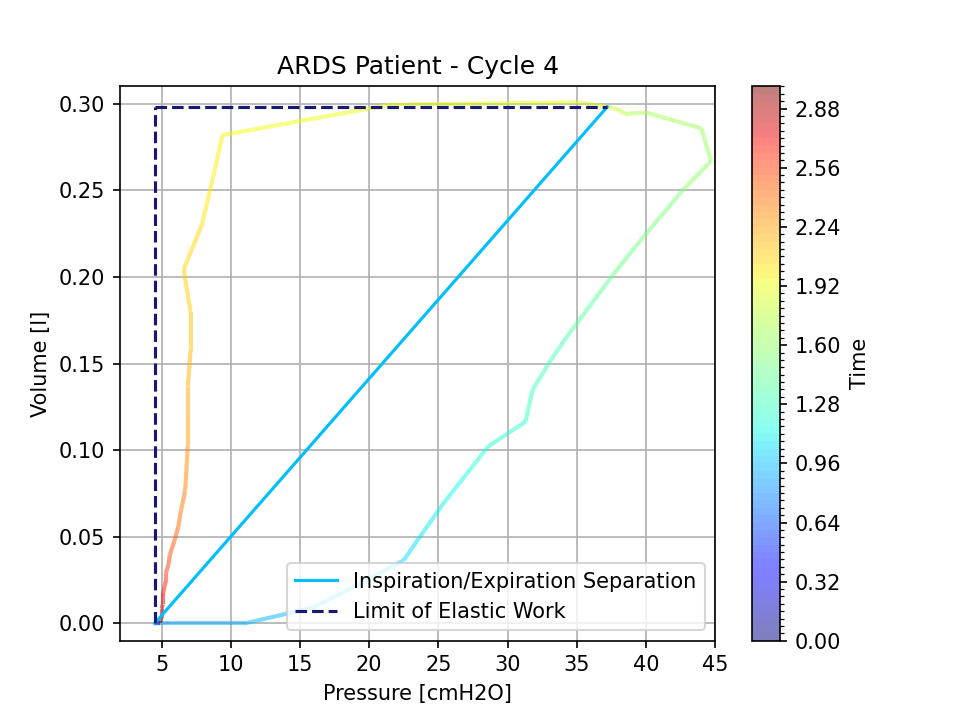 ARDS Patient - Cycle 4
Volume [l]
0.30
0.25
0.20
0.15
0.10
0.05
0.00
5 10 15 20 25 30 35 40 45
Pressure [cmH2O]
Inspiration/Expiration Separation
Limit of Elastic Work
2.88
2.56
2.24
1.92
1.60
1.28
0.96
0.64
0.32
0.00
Time